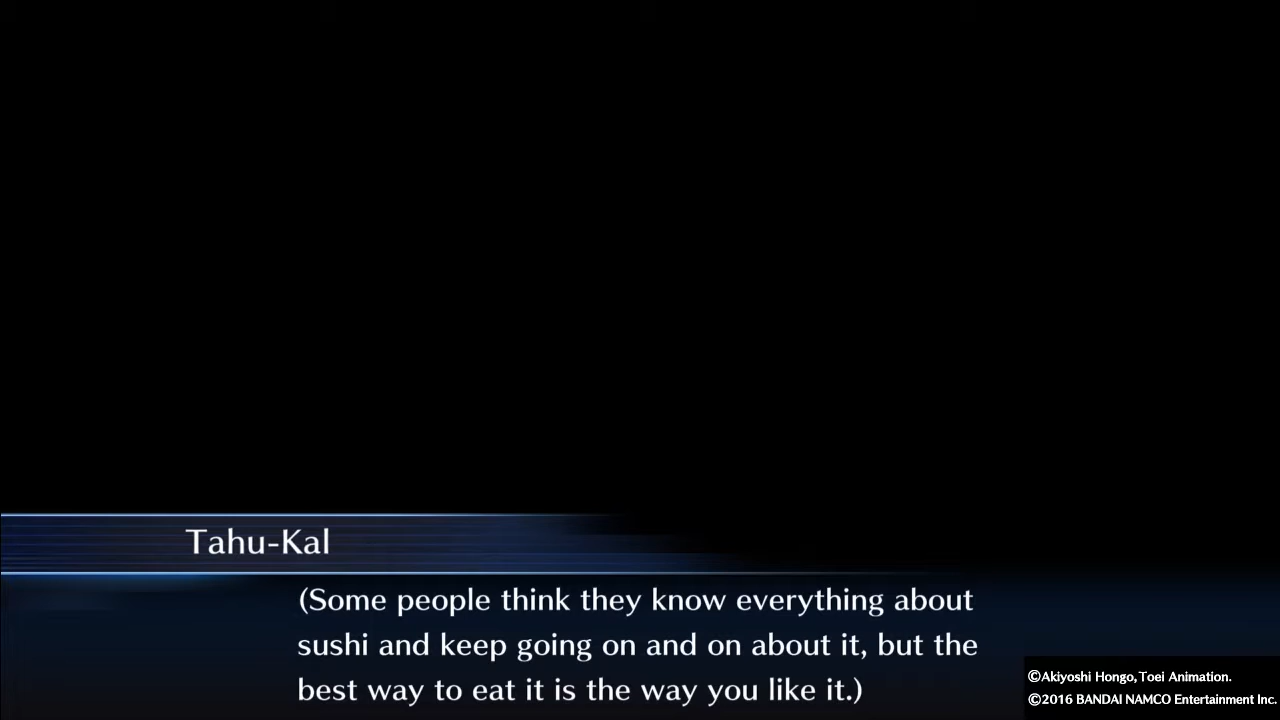 Tahu-Kal
(Some people think they know everything about
sushi and keep going on and on about it, but the
best way to eat it is the way you like it.)
©Akiyoshi Hongo, Toei Animation.
©2016 BANDAI NAMCO Entertainment Inc.